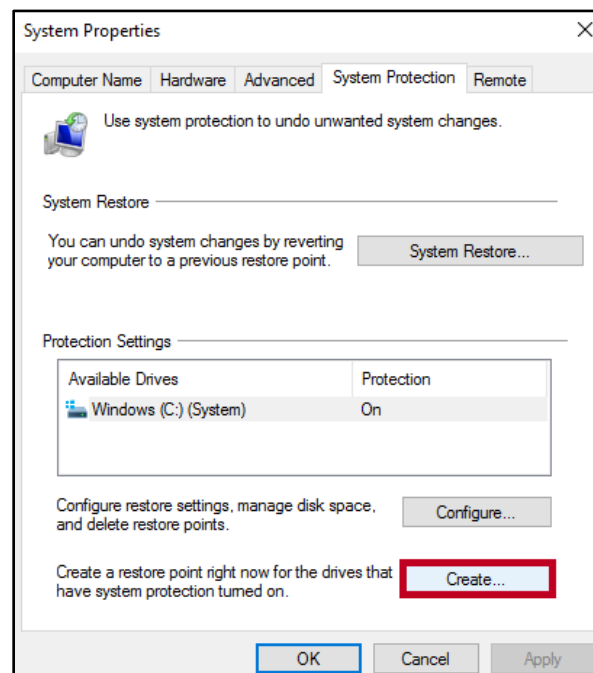 System Properties
Computer Name Hardware Advanced System Protection Remote
Use system protection to undo unwanted system changes.
System Restore
You can undo system changes by reverting
your computer to a previous restore point.
System Restore...
Protection Settings
Available Drives Protection
Windows (C:) (System) On
Configure restore settings, manage disk space,
and delete restore points.
Configure...
Create a restore point right now for the drives that
have system protection turned on.
Create...
OK Cancel Apply